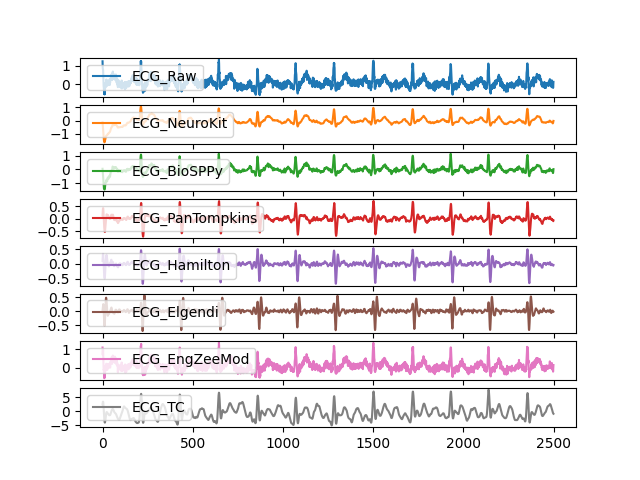 1
0
ECG_Raw
1
0
−1
ECG_NeuroKit
1
0
−1
ECG_BioSPPy
0.5
0.0
−0.5
ECG_PanTompkins
0.5
0.0
−0.5
ECG_Hamilton
0.5
0.0
−0.5
ECG_Elgendi
1
0
ECG_EngZeeMod
5
0
−5
ECG_TC
0 500 1000 1500 2000 2500